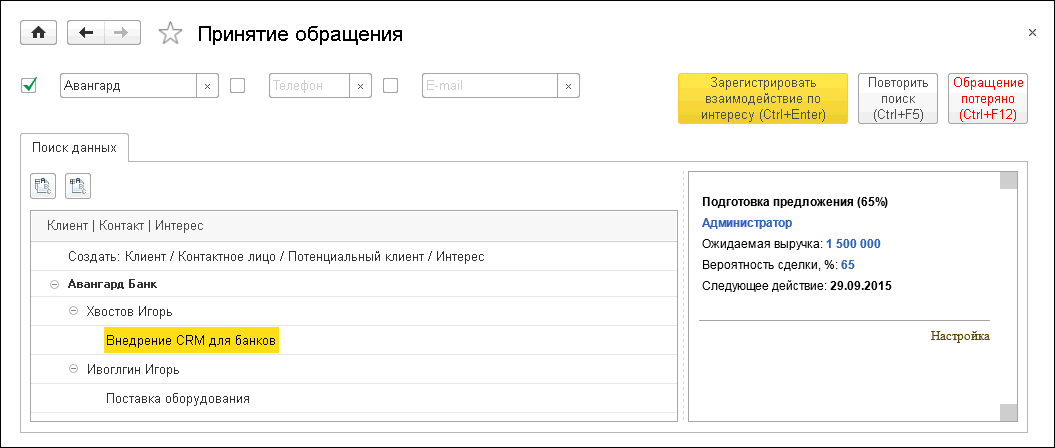 Принятие обращения
Авангард
Телефон
E-mail
Зарегистрировать
взаимодействие по
интересу (Ctrl+Enter)
Повторить
поиск
(Ctrl+F5)
Обращение
потеряно
(Ctrl+F12)
Поиск данных
Клиент | Контакт | Интерес
Создать: Клиент / Контактное лицо / Потенциальный клиент / Интерес
Авангард Банк
Хвостов Игорь
Внедрение CRM для банков
Ивоглгин Игорь
Поставка оборудования
Подготовка предложения (65%)
Администратор
Ожидаемая выручка: 1 500 000
Вероятность сделки, %: 65
Следующее действие: 29.09.2015
Настройка